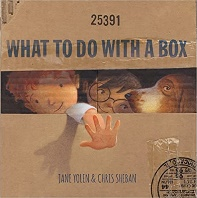 25391
WHAT TO DO WITH A BOX
JANE YOLEN & CHRIS SHEBAN